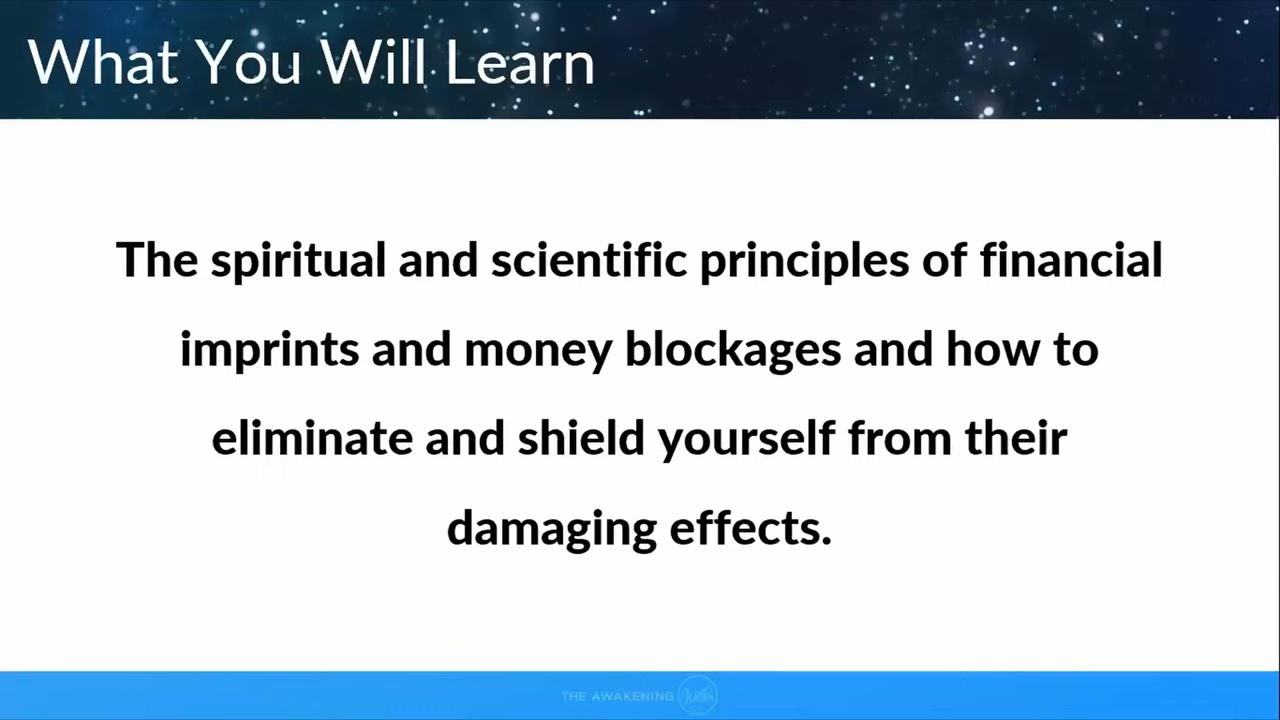 What You Will Learn
The spiritual and scientific principles of financial
imprints and money blockages and how to
eliminate and shield yourself from their
damaging effects.
THE AWAKENING Within